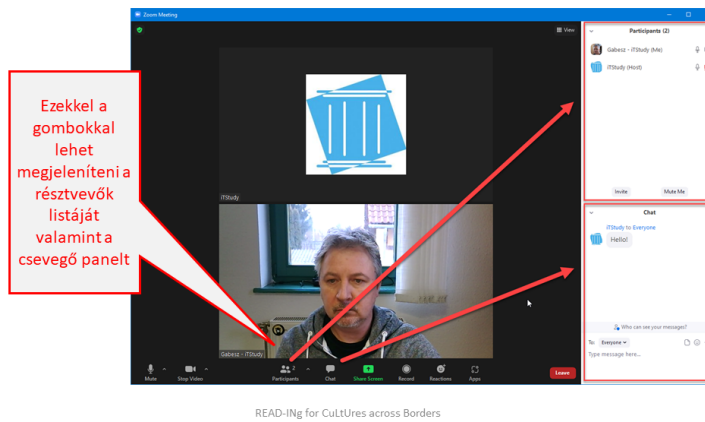 Zoom Meeting
View
Ezekkel a
gombokkal
lehet
megjeleníteni a
résztvevők
listáját
valamint a
csevegő panelt
iTStudy
Gabesz - iTStudy
Mute
Stop Video
2
Participants
Chat
Share Screen
Record
Reactions
Apps
Leave
Participants (2)
Gabesz - iTStudy (Me)
iTStudy (Host)
Invite
Mute Me
Chat
iTStudy to Everyone
Hello!
Who can see your messages?
To: Everyone
Type message here...
READ-INg for CuLtUres across Borders